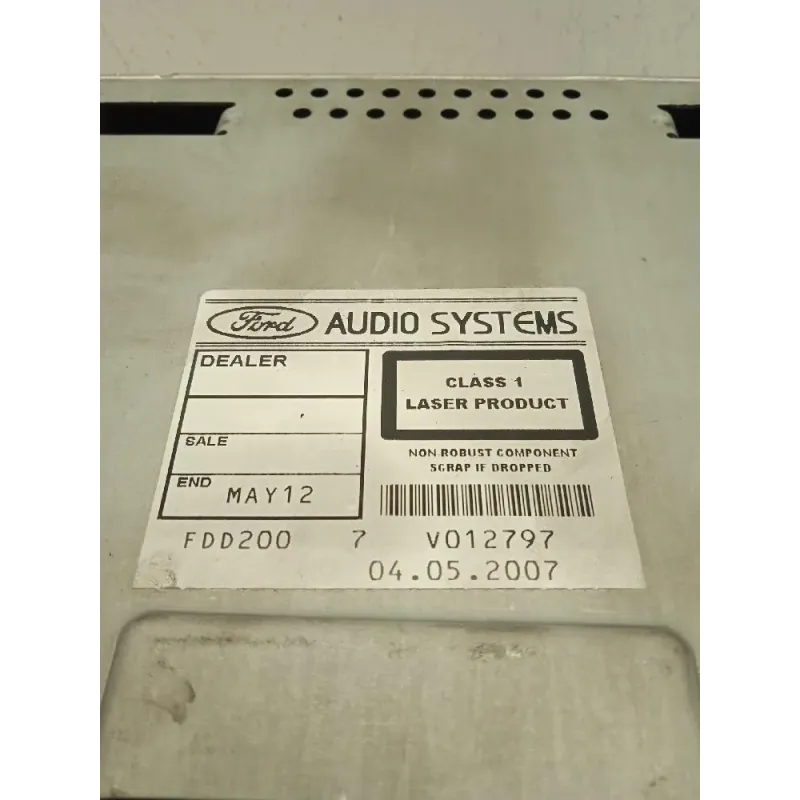 Ford AUDIO SYSTEMS
DEALER
SALE
END MAY12
CLASS 1
LASER PRODUCT
NON ROBUST COMPONENT
SCRAP IF DROPPED
FDD200 7 V012797
04.05.2007